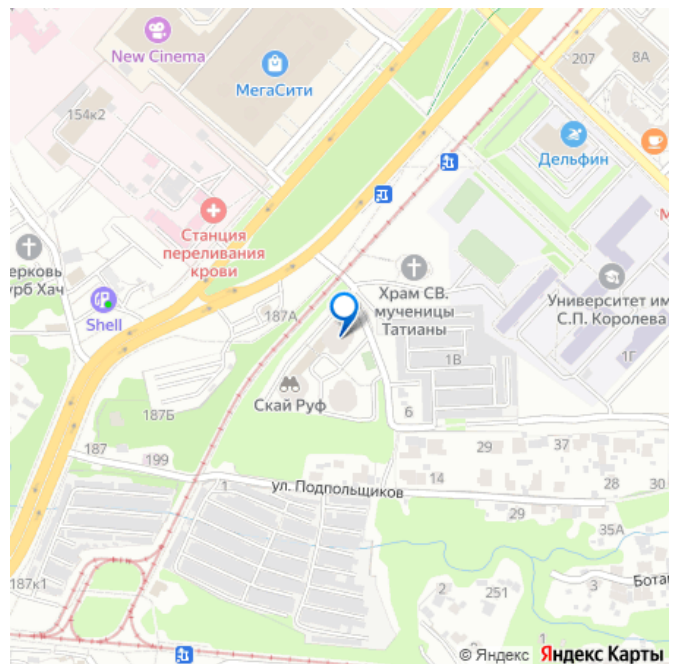 New Cinema
МегаСити
207
8А
154к2
Дельфин
Станция
переливания
крови
ерковь
урб Хач
Shell
Храм СВ.
мученицы
Татианы
Университет им
С.П. Королева
М
187А
1В
1Г
Скай Руф
187Б
6
187
199
29
37
1
ул. Подпольщиков
14
28
30
29
35А
187к1
2
251
3
Бота
© Яндекс Яндекс Карты